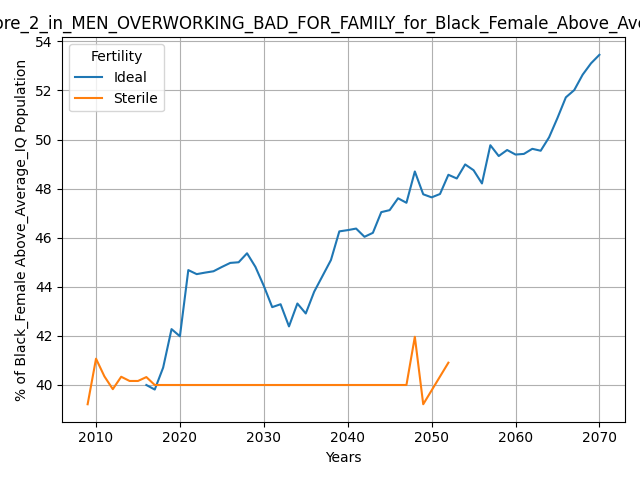 ore_2_in_MEN_OVERWORKING_BAD_FOR_FAMILY_for_Black_Female_Above_Ave
% of Black_Female Above_Average_IQ Population
54
52
50
48
46
44
42
40
Fertility
Ideal
Sterile
2010 2020 2030 2040 2050 2060 2070
Years